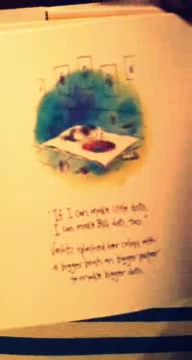 "If I can make little dots,
I can make BIG dots, too."
Vashti splashed her colors with
a bigger brush on bigger paper
to make bigger dots.